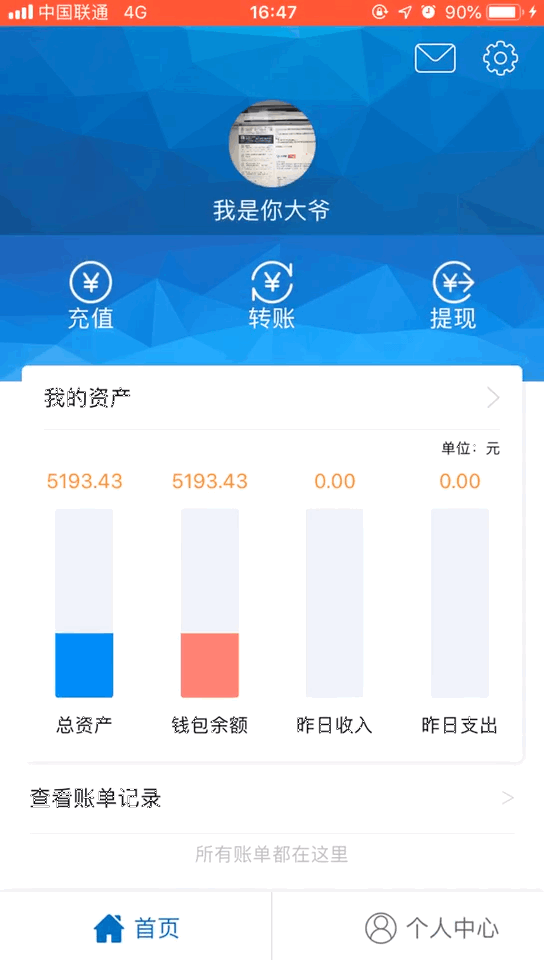 中国联通 4G 16:47 90%
我是你大爷
充值 转账 提现
我的资产
单位：元
5193.43 5193.43 0.00 0.00
总资产 钱包余额 昨日收入 昨日支出
查看账单记录
所有账单都在这里
首页 个人中心